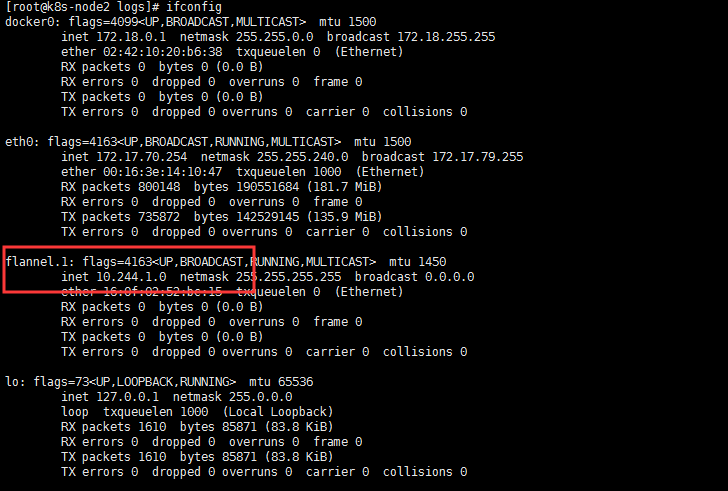 [root@k8s-node2 logs]# ifconfig
docker0: flags=4099<UP,BROADCAST,MULTICAST>  mtu 1500
        inet 172.18.0.1  netmask 255.255.0.0  broadcast 172.18.255.255
        ether 02:42:10:20:b6:38  txqueuelen 0  (Ethernet)
        RX packets 0  bytes 0 (0.0 B)
        RX errors 0  dropped 0  overruns 0  frame 0
        TX packets 0  bytes 0 (0.0 B)
        TX errors 0  dropped 0 overruns 0  carrier 0  collisions 0
eth0: flags=4163<UP,BROADCAST,RUNNING,MULTICAST>  mtu 1500
        inet 172.17.70.254  netmask 255.255.240.0  broadcast 172.17.79.255
        ether 00:16:3e:14:10:47  txqueuelen 1000  (Ethernet)
        RX packets 800148  bytes 190551684 (181.7 MiB)
        RX errors 0  dropped 0  overruns 0  frame 0
        TX packets 735872  bytes 142529145 (135.9 MiB)
        TX errors 0  dropped 0 overruns 0  carrier 0  collisions 0
flannel.1: flags=4163<UP,BROADCAST,RUNNING,MULTICAST>  mtu 1450
        inet 10.244.1.0  netmask 255.255.255.255  broadcast 0.0.0.0
        ether 16:0f:02:52:bc:15  txqueuelen 0  (Ethernet)
        RX packets 0  bytes 0 (0.0 B)
        RX errors 0  dropped 0  overruns 0  frame 0
        TX packets 0  bytes 0 (0.0 B)
        TX errors 0  dropped 0 overruns 0  carrier 0  collisions 0
lo: flags=73<UP,LOOPBACK,RUNNING>  mtu 65536
        inet 127.0.0.1  netmask 255.0.0.0
        loop  txqueuelen 1000  (Local Loopback)
        RX packets 1610  bytes 85871 (83.8 KiB)
        RX errors 0  dropped 0  overruns 0  frame 0
        TX packets 1610  bytes 85871 (83.8 KiB)
        TX errors 0  dropped 0 overruns 0  carrier 0  collisions 0